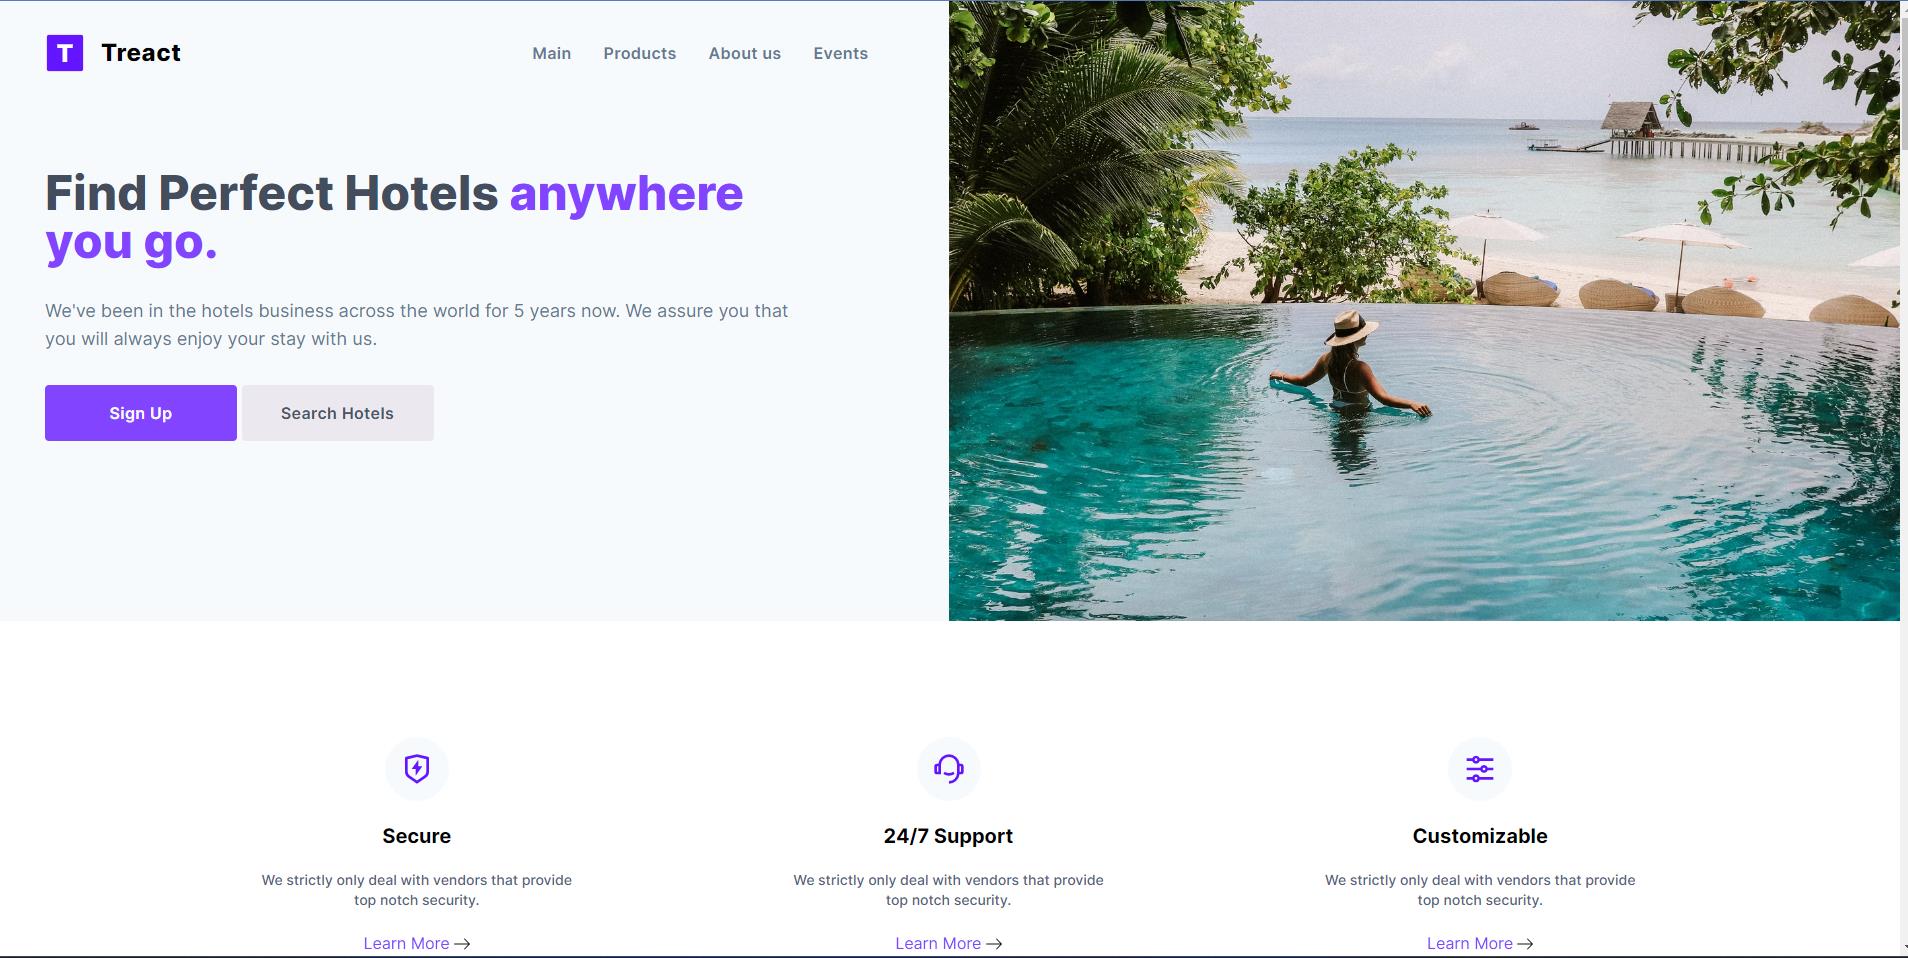 T Treact
Main Products About us Events
Find Perfect Hotels anywhere
you go.
We've been in the hotels business across the world for 5 years now. We assure you that
you will always enjoy your stay with us.
Sign Up
Search Hotels
Secure
We strictly only deal with vendors that provide
top notch security.
Learn More
24/7 Support
We strictly only deal with vendors that provide
top notch security.
Learn More
Customizable
We strictly only deal with vendors that provide
top notch security.
Learn More